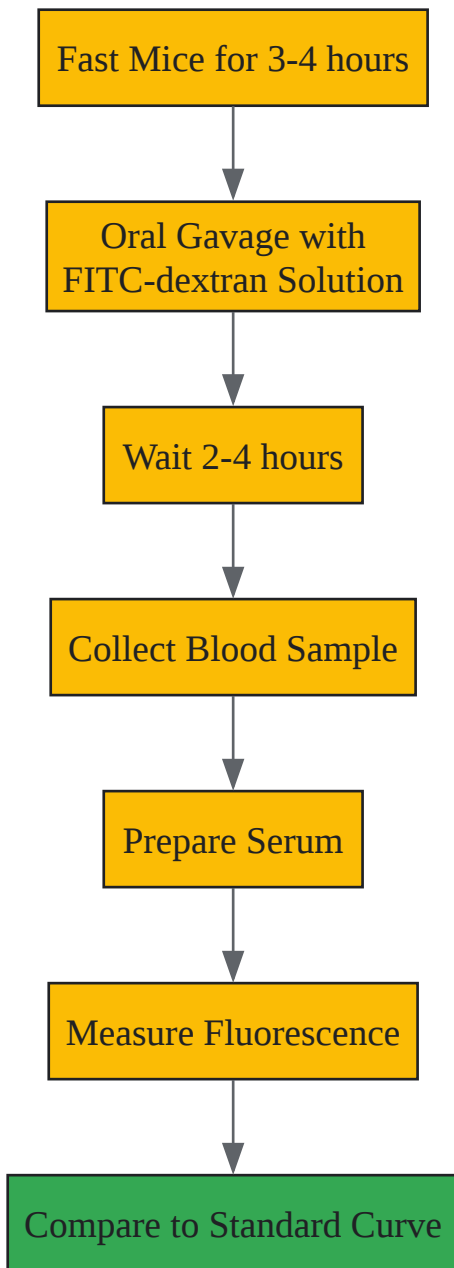 Fast Mice for 3-4 hours
Oral Gavage with
FITC-dextran Solution
Wait 2-4 hours
Collect Blood Sample
Prepare Serum
Measure Fluorescence
Compare to Standard Curve